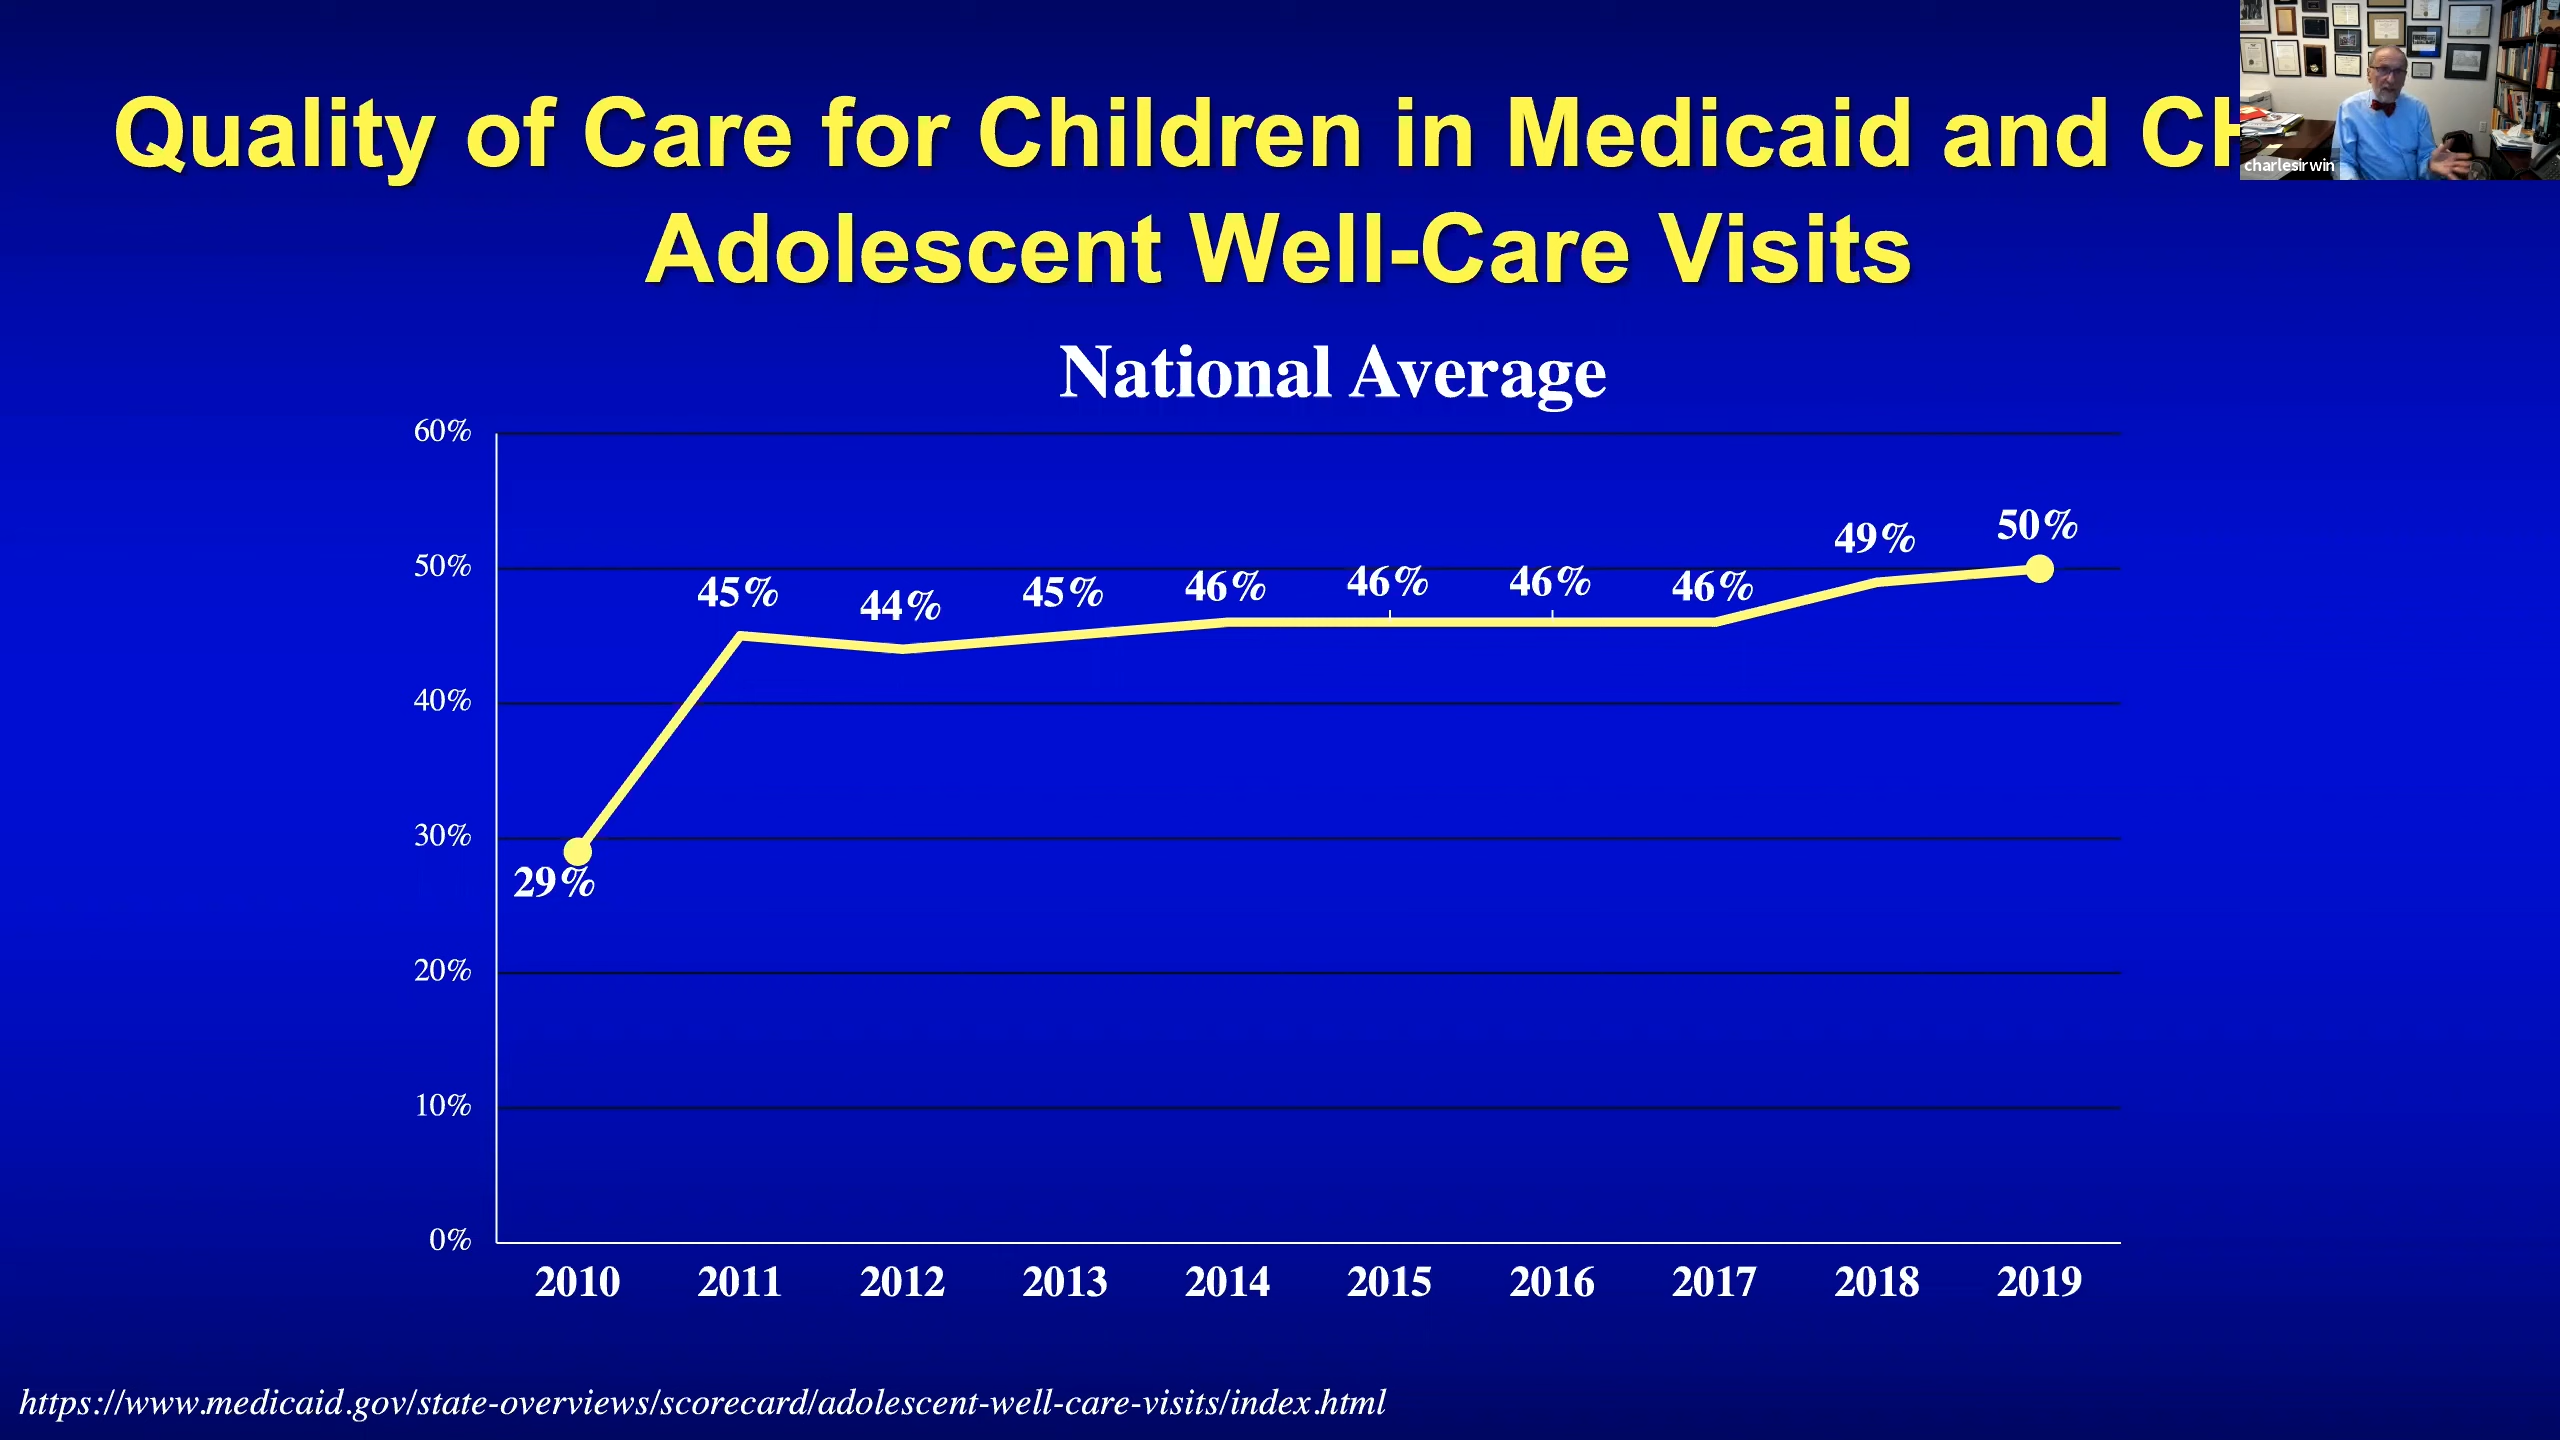 Quality of Care for Children in Medicaid and CH
charlesirwin
Adolescent Well-Care Visits
National Average
60%
50%
40%
30%
20%
10%
0%
29%
45%
44%
45%
46%
46%
46%
46%
49%
50%
2010 2011 2012 2013 2014 2015 2016 2017 2018 2019
https://www.medicaid.gov/state-overviews/scorecard/adolescent-well-care-visits/index.html